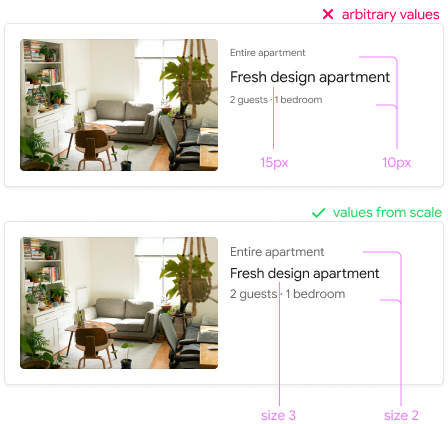 ✕ arbitrary values
Entire apartment
Fresh design apartment
2 guests · 1 bedroom
15px
10px
✓ values from scale
Entire apartment
Fresh design apartment
2 guests · 1 bedroom
size 3
size 2